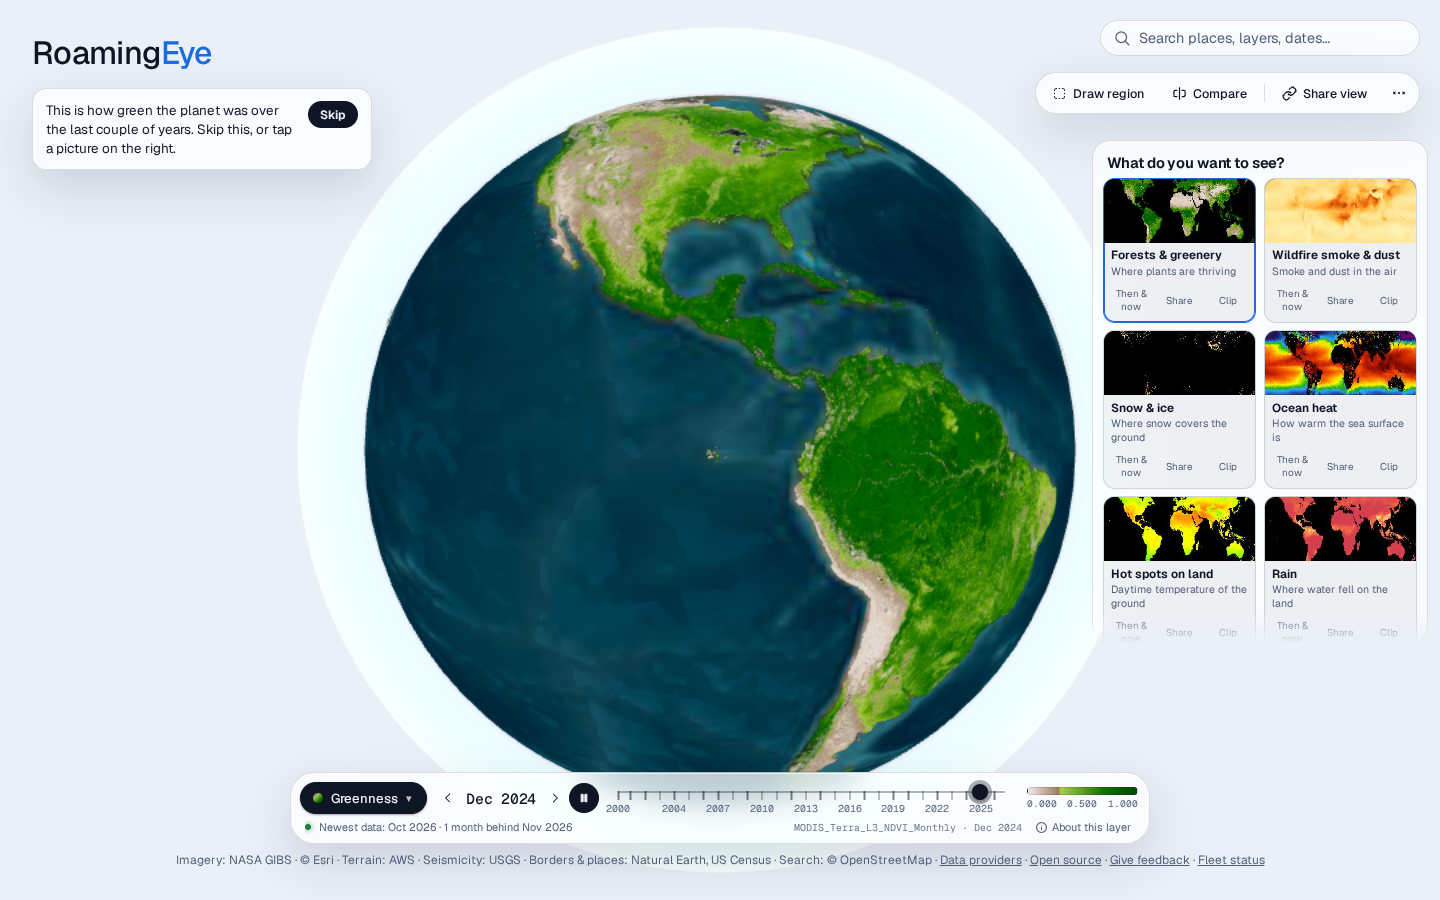 RoamingEye
This is how green the planet was over
the last couple of years. Skip this, or tap
a picture on the right.
Skip
Search places, layers, dates...
Draw region
Compare
Share view
What do you want to see?
Forests & greenery
Where plants are thriving
Then & now
Share
Clip
Wildfire smoke & dust
Smoke and dust in the air
Then & now
Share
Clip
Snow & ice
Where snow covers the
ground
Then & now
Share
Clip
Ocean heat
How warm the sea surface
is
Then & now
Share
Clip
Hot spots on land
Daytime temperature of the
ground
Then & now
Share
Clip
Rain
Where water fell on the
land
Then & now
Share
Clip
Greenness
Dec 2024
2000 2004 2007 2010 2013 2016 2019 2022 2025
0.000 0.500 1.000
Newest data: Oct 2026 · 1 month behind Nov 2026
MODIS_Terra_L3_NDVI_Monthly · Dec 2024
About this layer
Imagery: NASA GIBS · © Esri · Terrain: AWS · Seismicity: USGS · Borders & places: Natural Earth, US Census · Search: © OpenStreetMap · Data providers · Open source · Give feedback · Fleet status